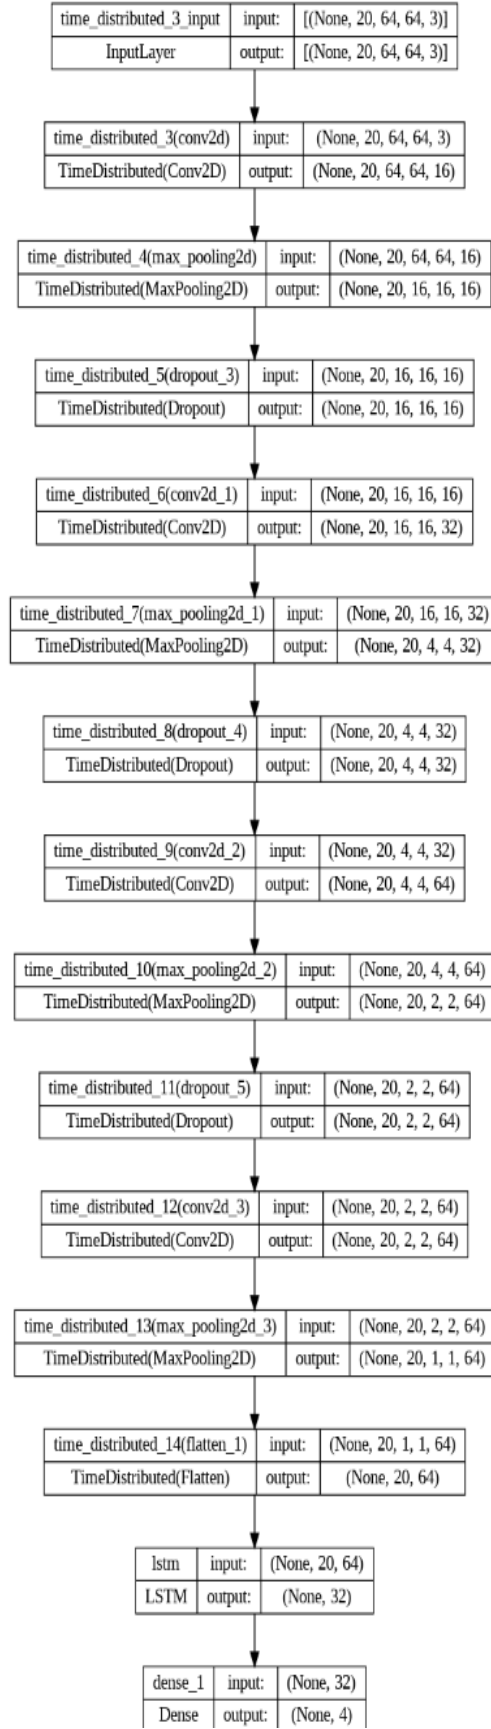 time_distributed_3_input input: [(None, 20, 64, 64, 3)]
InputLayer output: [(None, 20, 64, 64, 3)]
time_distributed_3(conv2d) input: (None, 20, 64, 64, 3)
TimeDistributed(Conv2D) output: (None, 20, 64, 64, 16)
time_distributed_4(max_pooling2d) input: (None, 20, 64, 64, 16)
TimeDistributed(MaxPooling2D) output: (None, 20, 16, 16, 16)
time_distributed_5(dropout_3) input: (None, 20, 16, 16, 16)
TimeDistributed(Dropout) output: (None, 20, 16, 16, 16)
time_distributed_6(conv2d_1) input: (None, 20, 16, 16, 16)
TimeDistributed(Conv2D) output: (None, 20, 16, 16, 32)
time_distributed_7(max_pooling2d_1) input: (None, 20, 16, 16, 32)
TimeDistributed(MaxPooling2D) output: (None, 20, 4, 4, 32)
time_distributed_8(dropout_4) input: (None, 20, 4, 4, 32)
TimeDistributed(Dropout) output: (None, 20, 4, 4, 32)
time_distributed_9(conv2d_2) input: (None, 20, 4, 4, 32)
TimeDistributed(Conv2D) output: (None, 20, 4, 4, 64)
time_distributed_10(max_pooling2d_2) input: (None, 20, 4, 4, 64)
TimeDistributed(MaxPooling2D) output: (None, 20, 2, 2, 64)
time_distributed_11(dropout_5) input: (None, 20, 2, 2, 64)
TimeDistributed(Dropout) output: (None, 20, 2, 2, 64)
time_distributed_12(conv2d_3) input: (None, 20, 2, 2, 64)
TimeDistributed(Conv2D) output: (None, 20, 2, 2, 64)
time_distributed_13(max_pooling2d_3) input: (None, 20, 2, 2, 64)
TimeDistributed(MaxPooling2D) output: (None, 20, 1, 1, 64)
time_distributed_14(flatten_1) input: (None, 20, 1, 1, 64)
TimeDistributed(Flatten) output: (None, 20, 64)
lstm input: (None, 20, 64)
LSTM output: (None, 32)
dense_1 input: (None, 32)
Dense output: (None, 4)